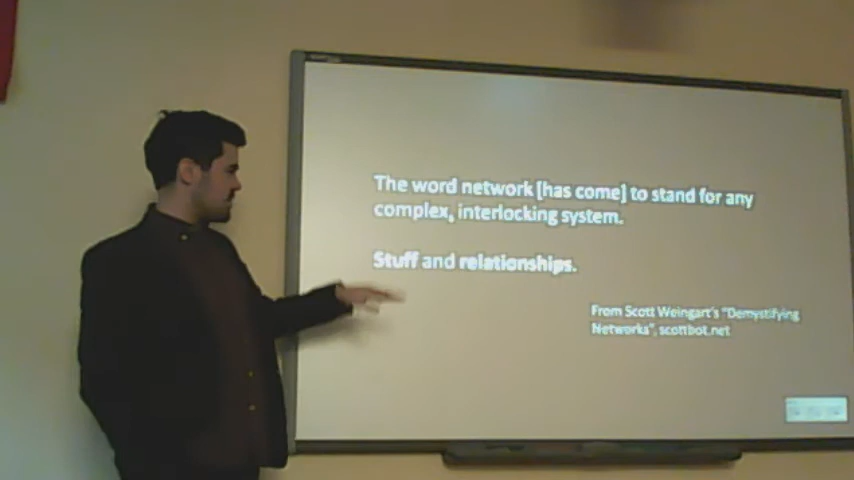 The word network [has come] to stand for any
complex, interlocking system.
Stuff and relationships.
From Scott Weingart's "Demystifying
Networks", scottbot.net